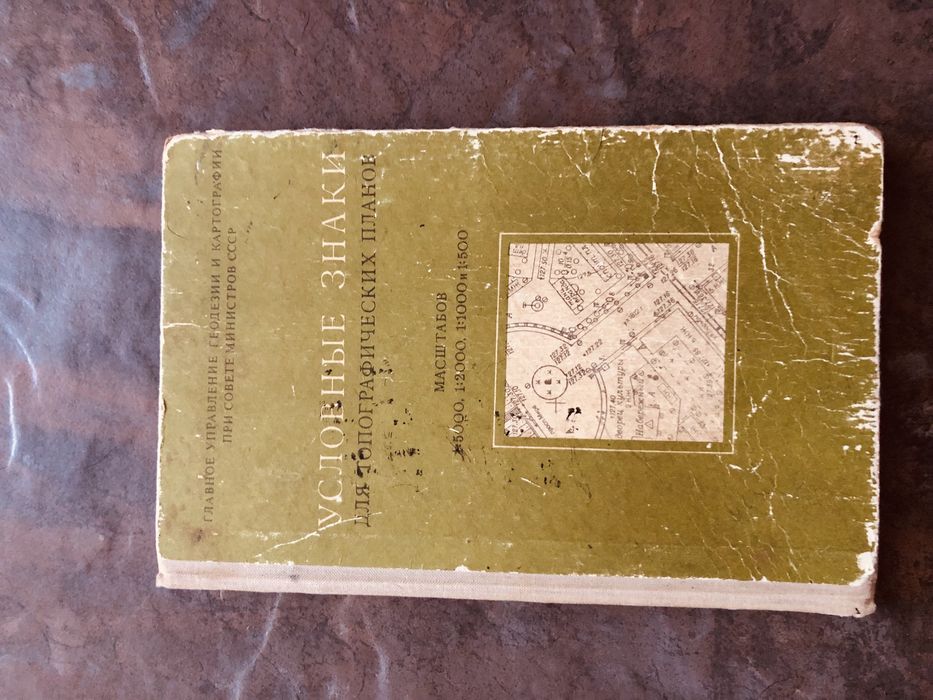 ГЛАВНОЕ УПРАВЛЕНИЕ ГЕОДЕЗИИ И КАРТОГРАФИИ
ПРИ СОВЕТЕ МИНИСТРОВ СССР
УСЛОВНЫЕ ЗНАКИ
ДЛЯ ТОПОГРАФИЧЕСКИХ ПЛАНОВ
МАСШТАБОВ
1:5000, 1:2000, 1:1000 и 1:500